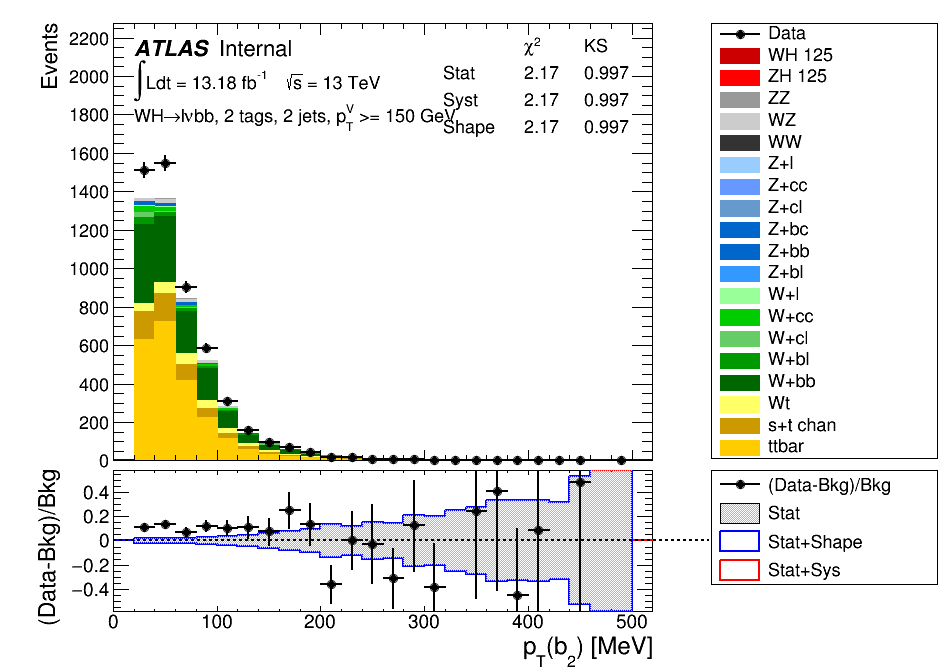 Events
2200
2000
1800
1600
1400
1200
1000
800
600
400
200
0
ATLAS Internal
∫Ldt = 13.18 fb⁻¹ √s = 13 TeV
WH→lνbb, 2 tags, 2 jets, p_T^V >= 150 GeV
χ² KS
Stat 2.17 0.997
Syst 2.17 0.997
Shape 2.17 0.997
Data
WH 125
ZH 125
ZZ
WZ
WW
Z+l
Z+cc
Z+cl
Z+bc
Z+bb
Z+bl
W+l
W+cc
W+cl
W+bl
W+bb
Wt
s+t chan
ttbar
(Data-Bkg)/Bkg
0.4
0.2
0
−0.2
−0.4
0 100 200 300 400 500
p_T(b_2) [MeV]
(Data-Bkg)/Bkg
Stat
Stat+Shape
Stat+Sys